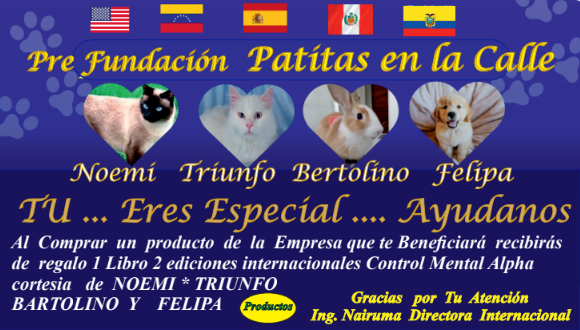 Pre Fundación Patitas en la Calle
Noemi Triunfo Bertolino Felipa
TU ... Eres Especial .... Ayudanos
Al Comprar un producto de la Empresa que te Beneficiará recibirás
de regalo 1 Libro 2 ediciones internacionales Control Mental Alpha
cortesia de NOEMI * TRIUNFO
BARTOLINO Y FELIPA
Productos
Gracias por Tu Atención
Ing. Nairuma Directora Internacional